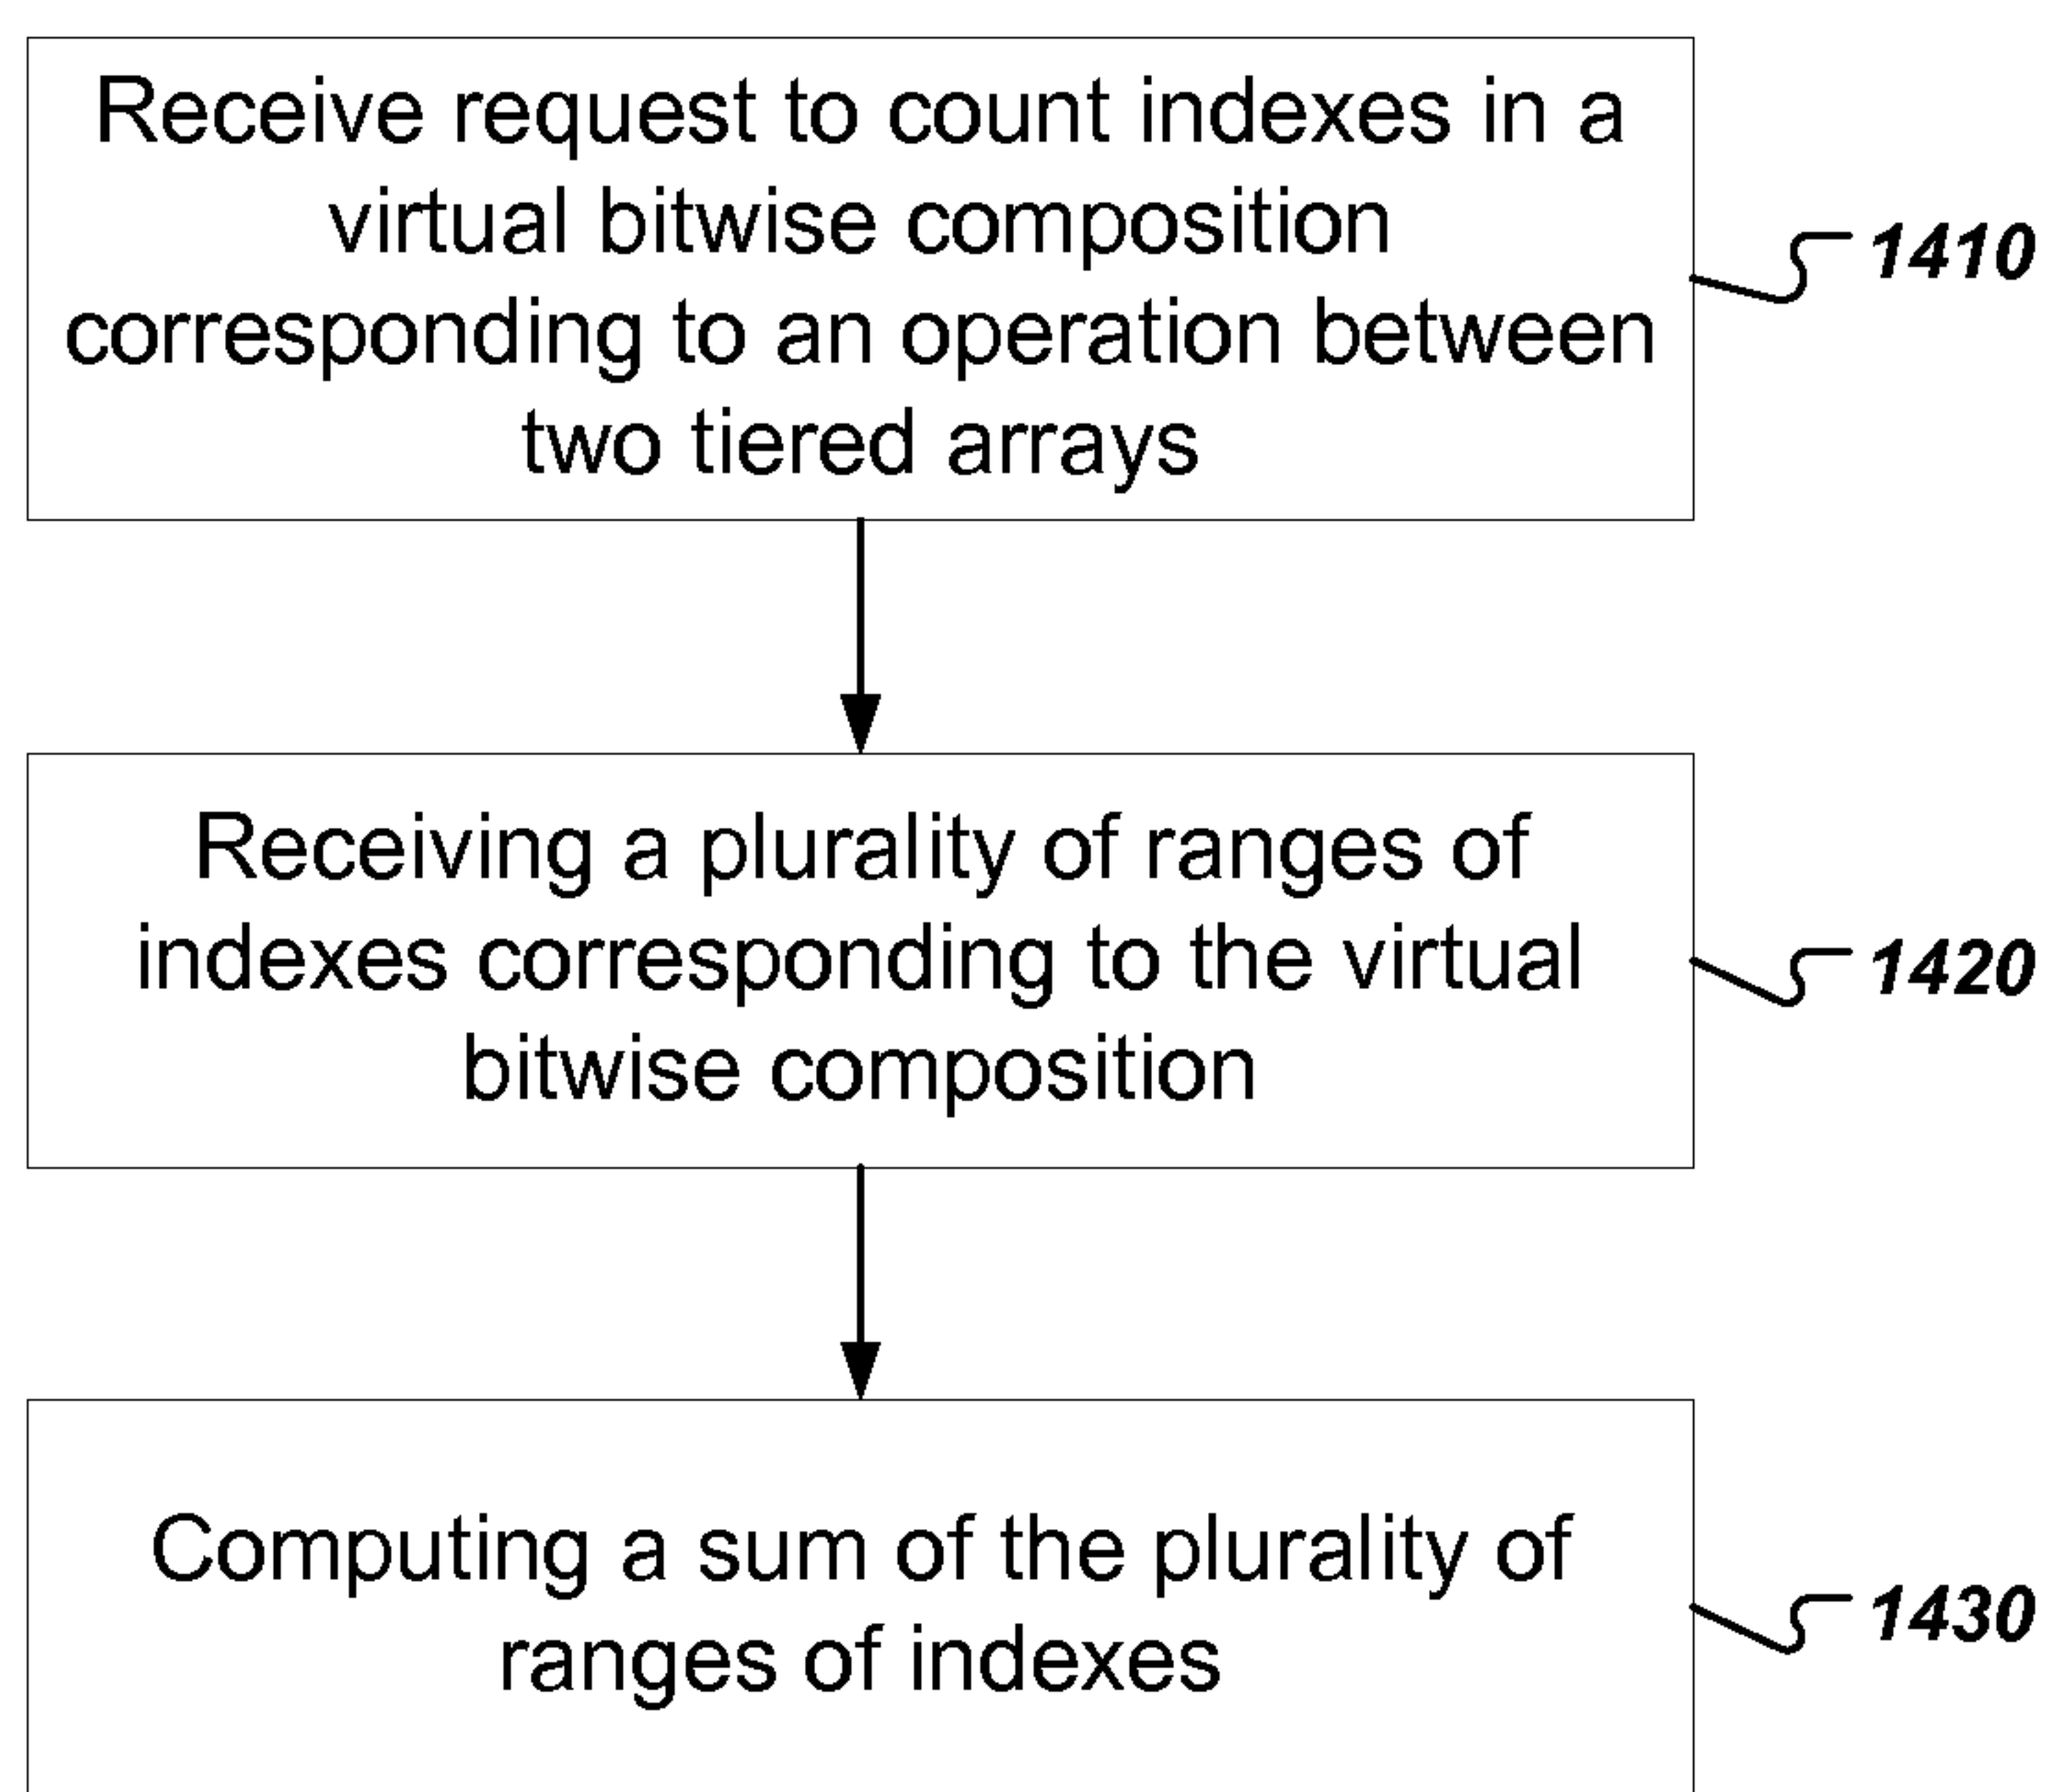 Receive request to count indexes in a
virtual bitwise composition
corresponding to an operation between
two tiered arrays
1410
Receiving a plurality of ranges of
indexes corresponding to the virtual
bitwise composition
1420
Computing a sum of the plurality of
ranges of indexes
1430